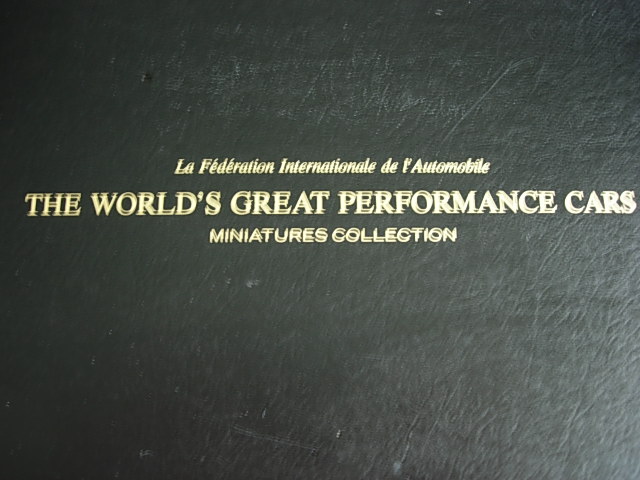 La Fédération Internationale de l'Automobile
THE WORLD'S GREAT PERFORMANCE CARS
MINIATURES COLLECTION